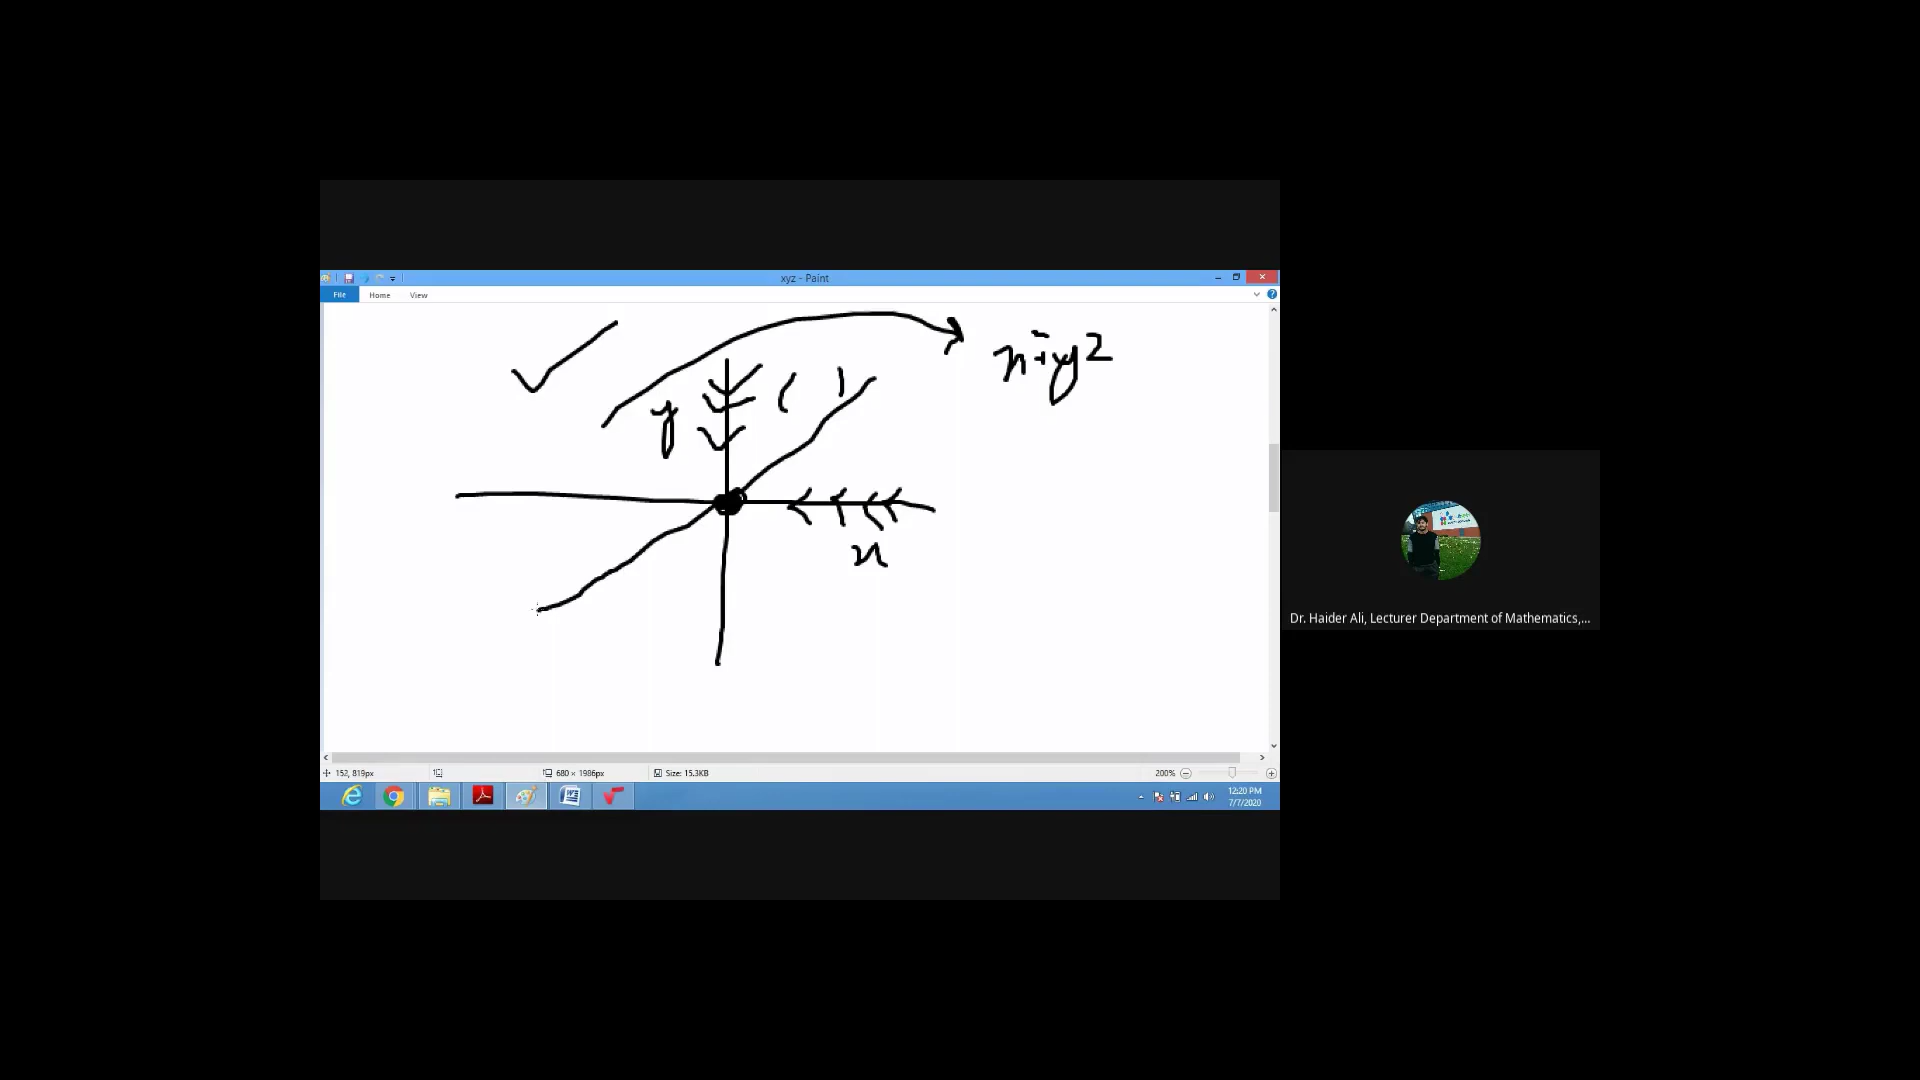 xyz - Paint
File Home View
y
x
152, 819px
680 × 1986px
Size: 15.3KB
200%
12:20 PM
7/7/2020
Dr. Haider Ali, Lecturer Department of Mathematics,...